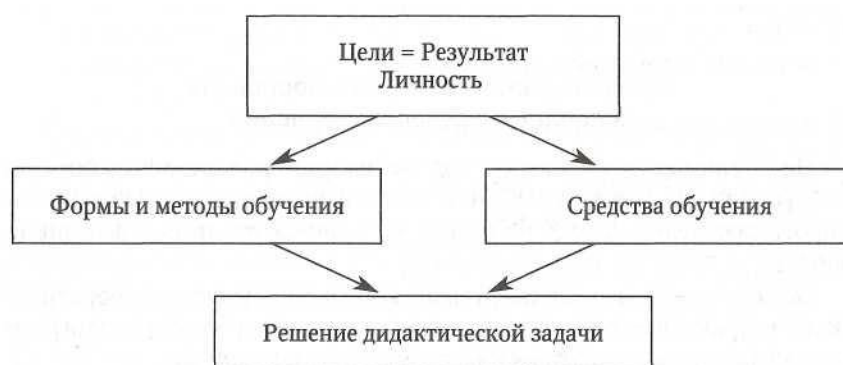 Цели = Результат
Личность
Формы и методы обучения
Средства обучения
Решение дидактической задачи